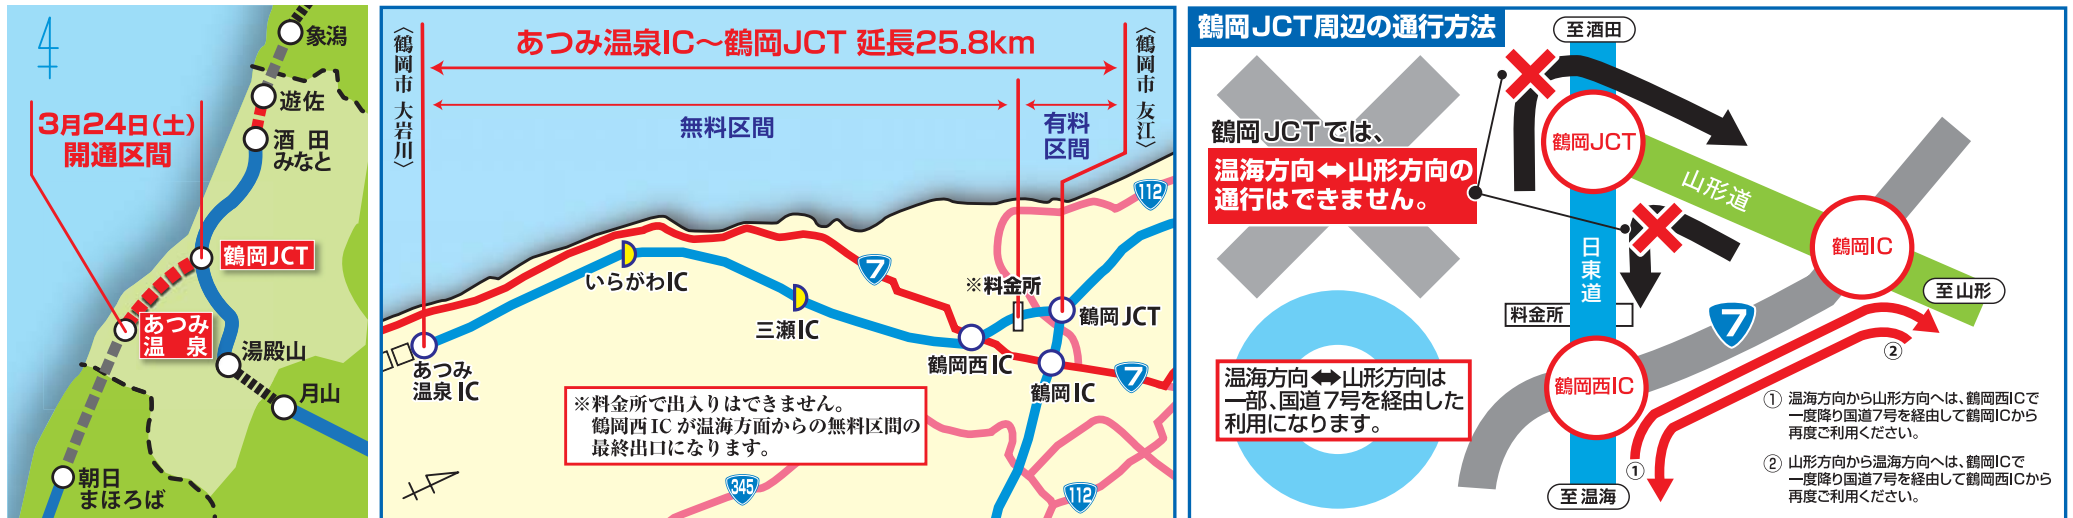 象潟
遊佐
3月24日(土)
開通区間
酒田
みなと
鶴岡JCT
あつみ
温泉
湯殿山
月山
朝日
まほろば
〈鶴岡市 大岩川〉
あつみ温泉IC～鶴岡JCT 延長25.8km
〈鶴岡市 友江〉
無料区間
有料
区間
112
7
いらがわIC
※料金所
三瀬IC
鶴岡JCT
鶴岡西IC
あつみ
温泉IC
鶴岡IC
7
※料金所で出入りはできません。
鶴岡西ICが温海方面からの無料区間の
最終出口になります。
345
112
鶴岡JCT周辺の通行方法
至酒田
鶴岡JCTでは、
温海方向⬌山形方向の
通行はできません。
鶴岡JCT
山形道
日東道
鶴岡IC
至山形
料金所
7
鶴岡西IC
②
①
至温海
温海方向⬌山形方向は
一部、国道7号を経由した
利用になります。
① 温海方向から山形方向へは、鶴岡西ICで
一度降り国道7号を経由して鶴岡ICから
再度ご利用ください。
② 山形方向から温海方向へは、鶴岡ICで
一度降り国道7号を経由して鶴岡西ICから
再度ご利用ください。